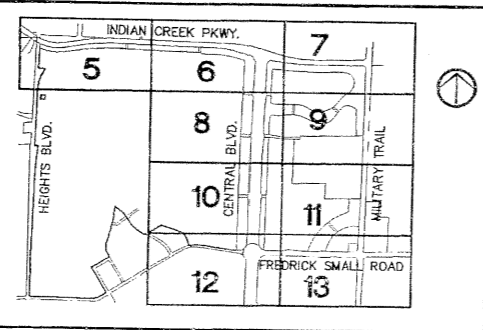 INDIAN CREEK PKWY.
7
5
6
8
9
HEIGHTS BLVD.
CENTRAL BLVD.
MILITARY TRAIL
10
11
FREDRICK SMALL ROAD
12
13